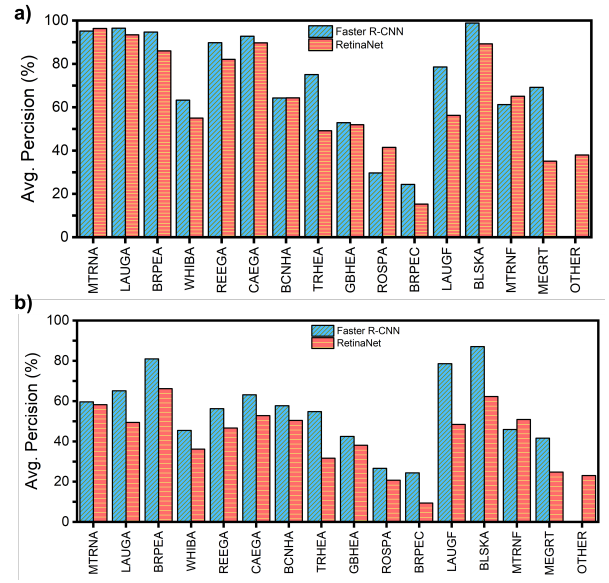 a)
Avg. Percision (%)
100
80
60
40
20
0
Faster R-CNN
RetinaNet
MTRNA
LAUGA
BRPEA
WHIBA
REEGA
CAEGA
BCNHA
TRHEA
GBHEA
ROSPA
BRPEC
LAUGF
BLSKA
MTRNF
MEGRT
OTHER
b)
Avg. Percision (%)
100
80
60
40
20
0
Faster R-CNN
RetinaNet
MTRNA
LAUGA
BRPEA
WHIBA
REEGA
CAEGA
BCNHA
TRHEA
GBHEA
ROSPA
BRPEC
LAUGF
BLSKA
MTRNF
MEGRT
OTHER